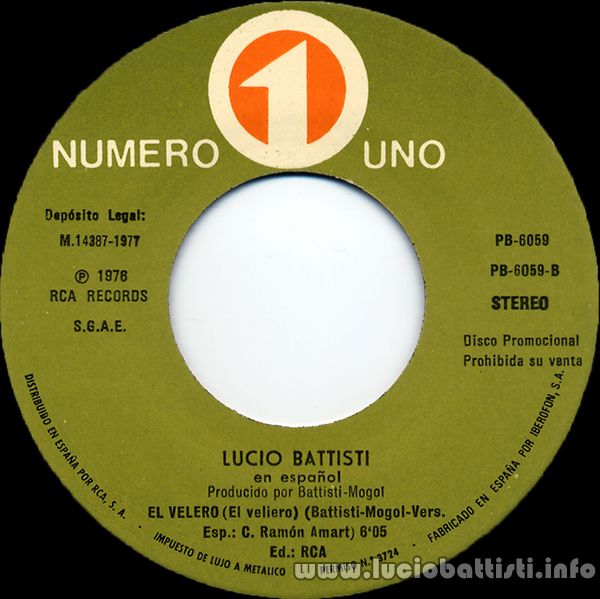 1
NUMERO UNO
Depósito Legal:
M.14387-1977
℗ 1976
RCA RECORDS
S.G.A.E.
PB-6059
PB-6059-B
STEREO
Disco Promocional
Prohibida su venta
LUCIO BATTISTI
en español
Producido por Battisti-Mogol
EL VELERO (El veliero) (Battisti-Mogol-Vers.
Esp.: C. Ramón Amart) 6'05
Ed.: RCA
DISTRIBUIDO EN ESPAÑA POR RCA, S. A. - IMPUESTO DE LUJO A METALICO - PERMISO N.º 3724 - FABRICADO EN ESPAÑA POR IBEROFON, S.A.
www.luciobattisti.info